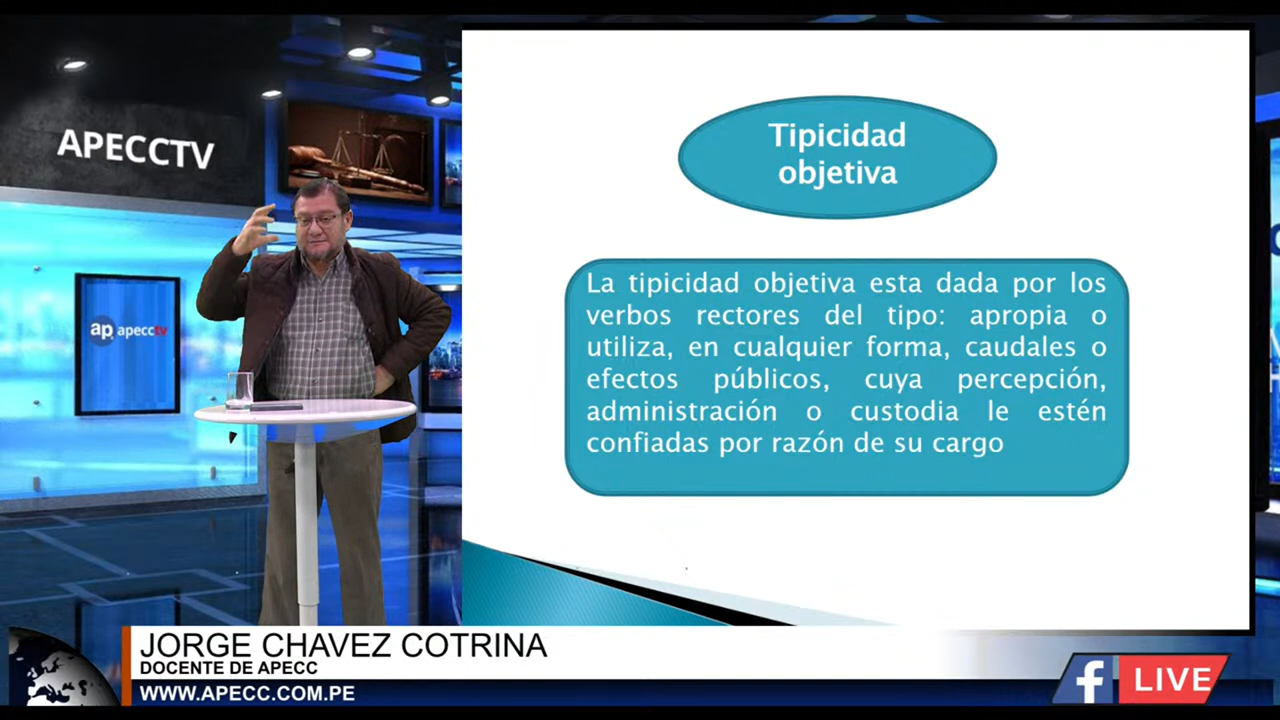 APECCTV
ap apecctv
Tipicidad
objetiva
La tipicidad objetiva esta dada por los
verbos rectores del tipo: apropia o
utiliza, en cualquier forma, caudales o
efectos públicos, cuya percepción,
administración o custodia le estén
confiadas por razón de su cargo
JORGE CHAVEZ COTRINA
DOCENTE DE APECC
WWW.APECC.COM.PE
f LIVE